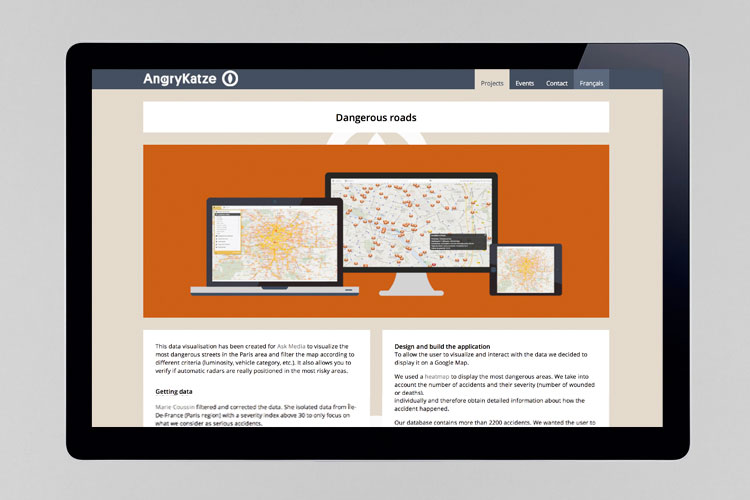 AngryKatze
Projects Events Contact Français
Dangerous roads
This data visualisation has been created for Ask Media to visualize the
most dangerous streets in the Paris area and filter the map according to
different criteria (luminosity, vehicle category, etc.). It also allows you to
verify if automatic radars are really positioned in the most risky areas.
Getting data
Marie Coussin filtered and corrected the data. She isolated data from Île-
De-France (Paris region) with a severity index above 30 to only focus on
what we consider as serious accidents.
Design and build the application
To allow the user to visualize and interact with the data we decided to
display it on a Google Map.
We used a heatmap to display the most dangerous areas. We take into
account the number of accidents and their severity (number of wounded
or deaths).
individually and therefore obtain detailed information about how the
accident happened.
Our database contains more than 2200 accidents. We wanted the user to